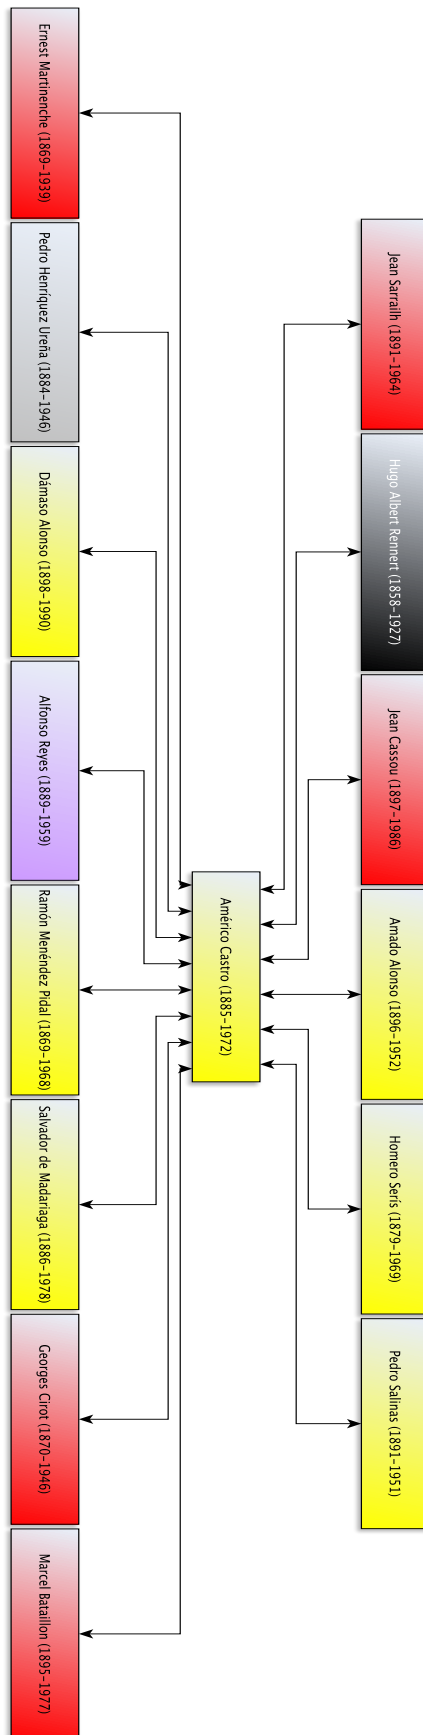 Jean Sarrailh (1891–1964)
Hugo Albert Rennert (1858–1927)
Jean Cassou (1897–1986)
Amado Alonso (1896–1952)
Homero Serís (1879–1969)
Pedro Salinas (1891–1951)
Américo Castro (1885–1972)
Ernest Martinenche (1869–1939)
Pedro Henríquez Ureña (1884–1946)
Dámaso Alonso (1898–1990)
Alfonso Reyes (1889–1959)
Ramón Menéndez Pidal (1869–1968)
Salvador de Madariaga (1886–1978)
Georges Cirot (1870–1946)
Marcel Bataillon (1895–1977)